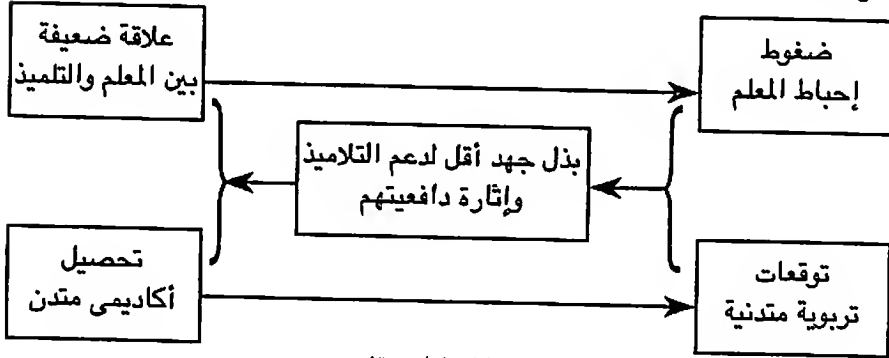 ضغوط
إحباط المعلم
علاقة ضعيفة
بين المعلم والتلميذ
بذل جهد أقل لدعم التلاميذ
وإثارة دافعيتهم
توقعات
تربوية متدنية
تحصيل
أكاديمى متدن